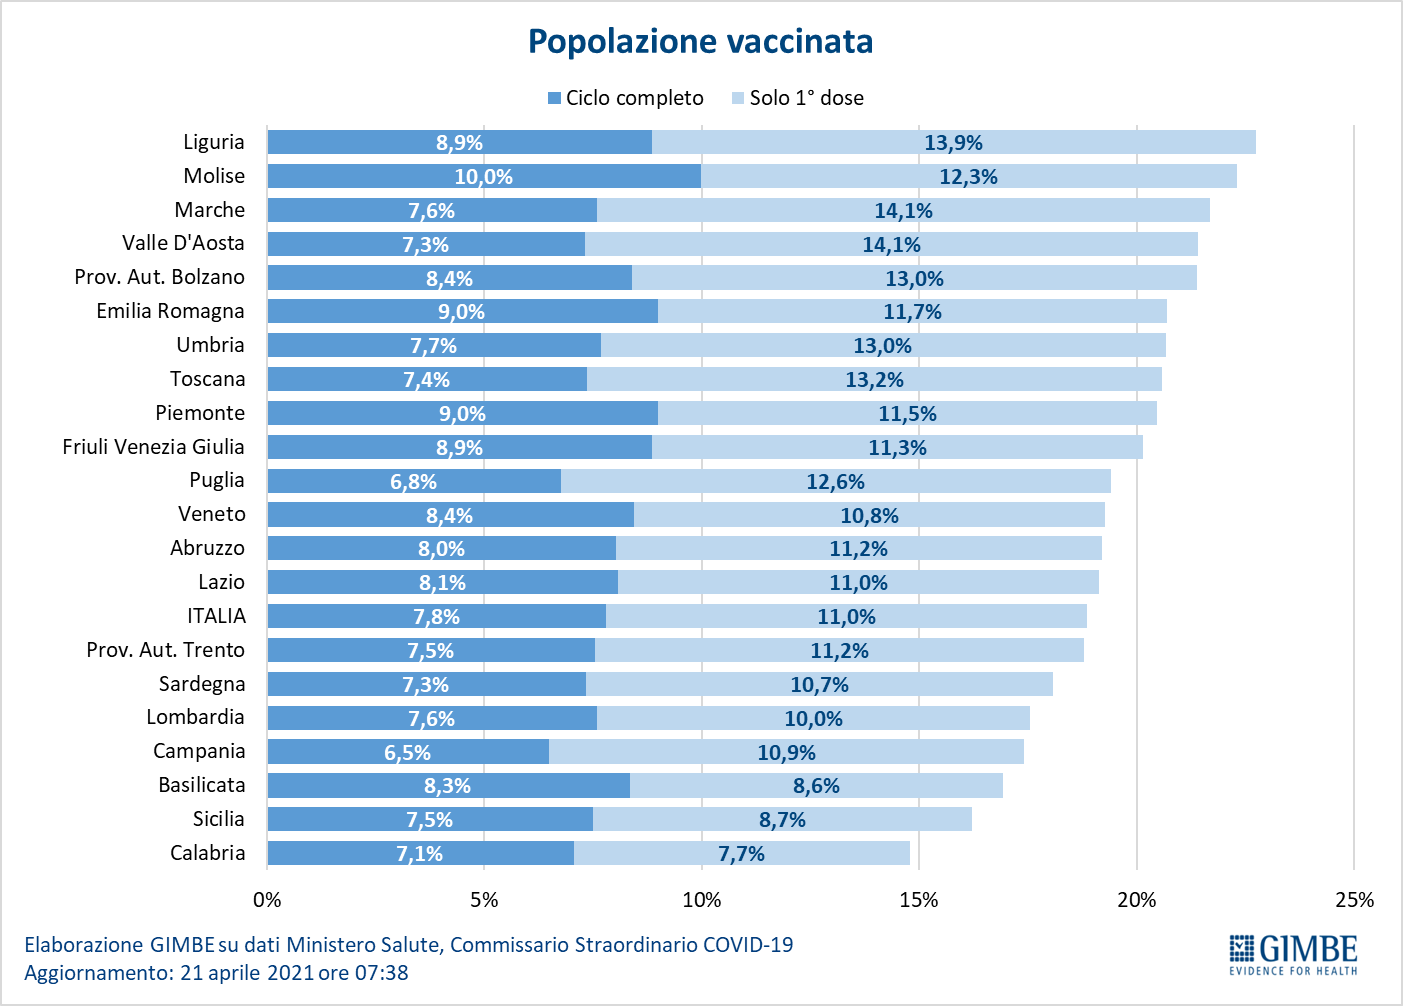 Popolazione vaccinata
Ciclo completo Solo 1° dose
Liguria 8,9% 13,9%
Molise 10,0% 12,3%
Marche 7,6% 14,1%
Valle D'Aosta 7,3% 14,1%
Prov. Aut. Bolzano 8,4% 13,0%
Emilia Romagna 9,0% 11,7%
Umbria 7,7% 13,0%
Toscana 7,4% 13,2%
Piemonte 9,0% 11,5%
Friuli Venezia Giulia 8,9% 11,3%
Puglia 6,8% 12,6%
Veneto 8,4% 10,8%
Abruzzo 8,0% 11,2%
Lazio 8,1% 11,0%
ITALIA 7,8% 11,0%
Prov. Aut. Trento 7,5% 11,2%
Sardegna 7,3% 10,7%
Lombardia 7,6% 10,0%
Campania 6,5% 10,9%
Basilicata 8,3% 8,6%
Sicilia 7,5% 8,7%
Calabria 7,1% 7,7%
0% 5% 10% 15% 20% 25%
Elaborazione GIMBE su dati Ministero Salute, Commissario Straordinario COVID-19
Aggiornamento: 21 aprile 2021 ore 07:38
GIMBE
EVIDENCE FOR HEALTH